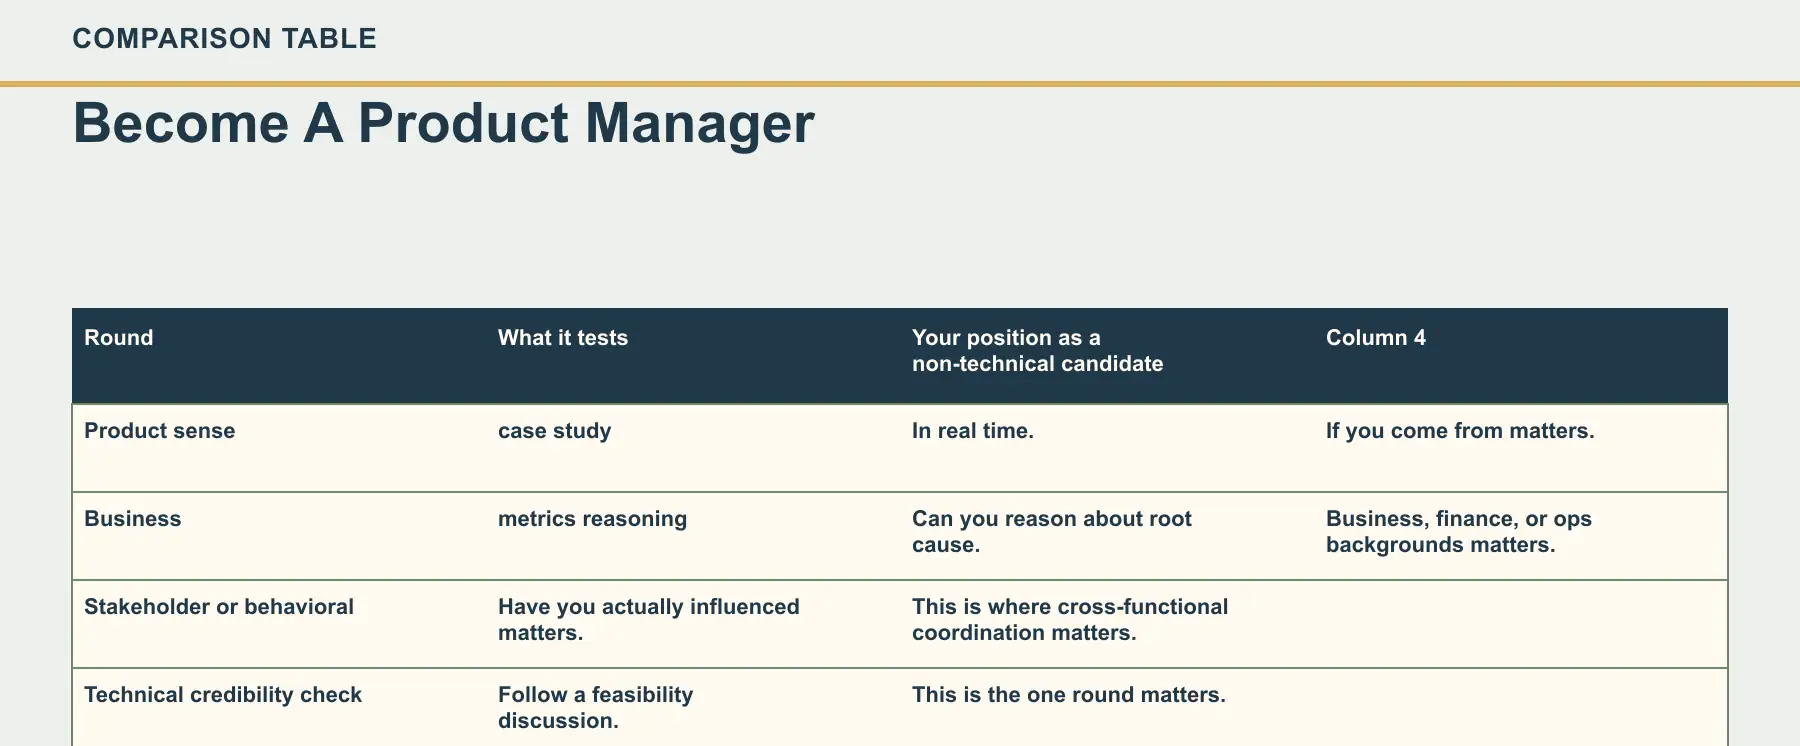 COMPARISON TABLE
Become A Product Manager
Round
What it tests
Your position as a
non-technical candidate
Column 4
Product sense
case study
In real time.
If you come from matters.
Business
metrics reasoning
Can you reason about root
cause.
Business, finance, or ops
backgrounds matters.
Stakeholder or behavioral
Have you actually influenced
matters.
This is where cross-functional
coordination matters.
Technical credibility check
Follow a feasibility
discussion.
This is the one round matters.